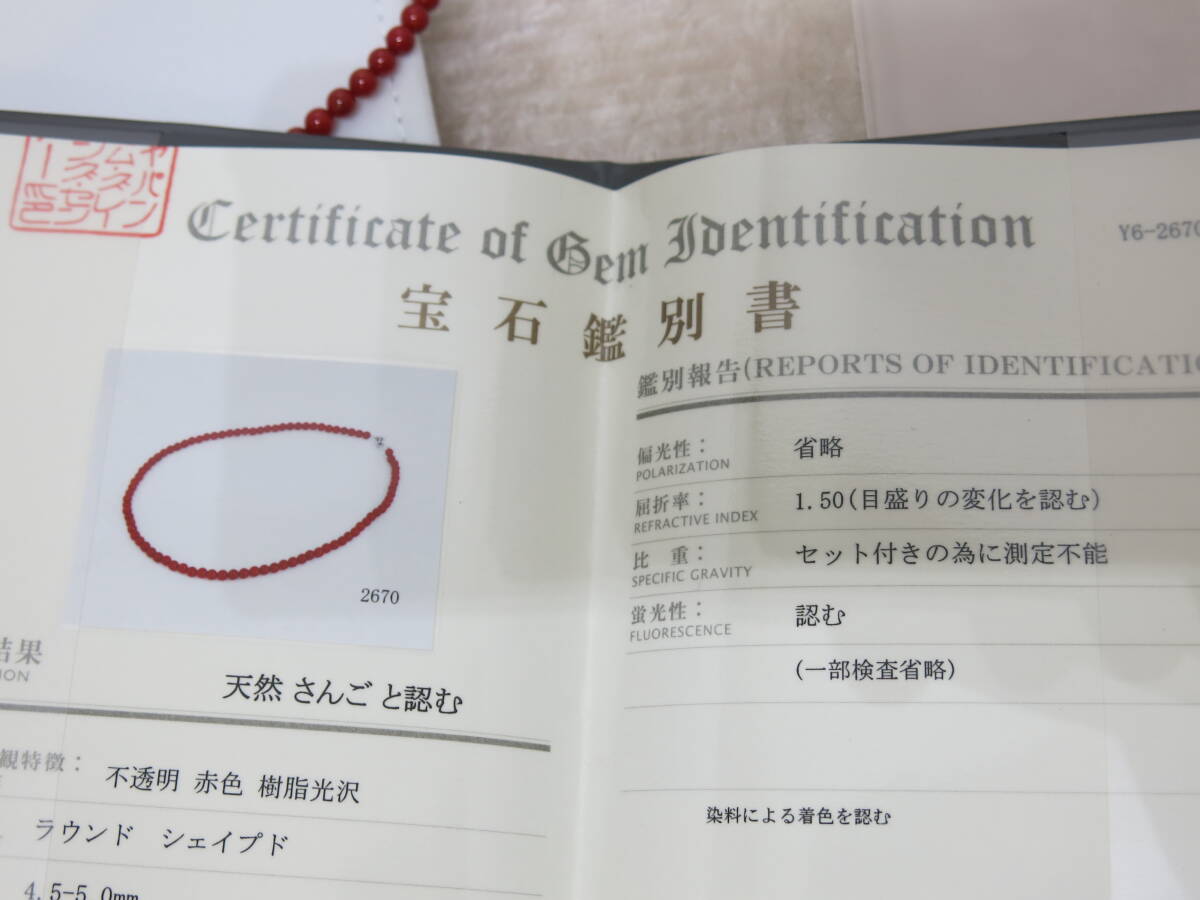 Certificate of Gem Identification
Y6-2670
宝石鑑別書
2670
結果
天然 さんご と認む
観特徴： 不透明 赤色 樹脂光沢
ラウンド シェイプド
4.5-5.0mm
鑑別報告(REPORTS OF IDENTIFICATIO
偏光性： 省略
POLARIZATION
屈折率： 1.50(目盛りの変化を認む)
REFRACTIVE INDEX
比 重： セット付きの為に測定不能
SPECIFIC GRAVITY
蛍光性： 認む
FLUORESCENCE
(一部検査省略)
染料による着色を認む